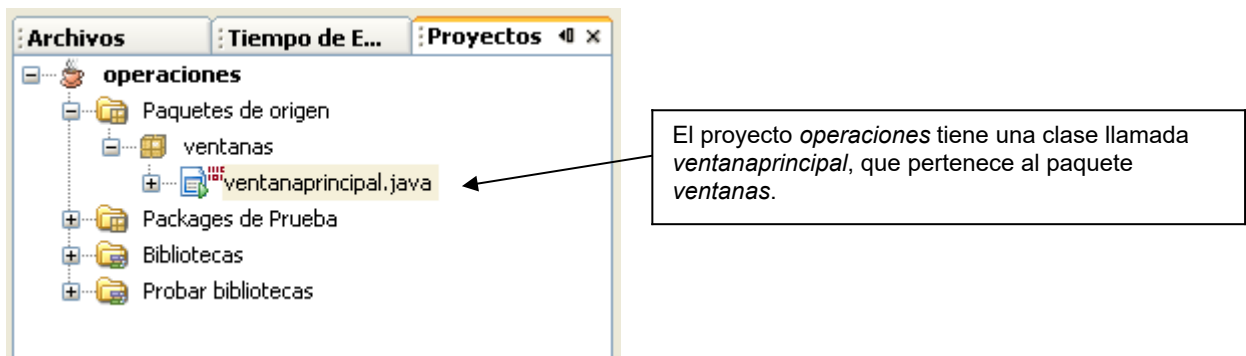 Archivos
Tiempo de E...
Proyectos
operaciones
Paquetes de origen
ventanas
ventanaprincipal.java
Packages de Prueba
Bibliotecas
Probar bibliotecas
El proyecto operaciones tiene una clase llamada
ventanaprincipal, que pertenece al paquete
ventanas.